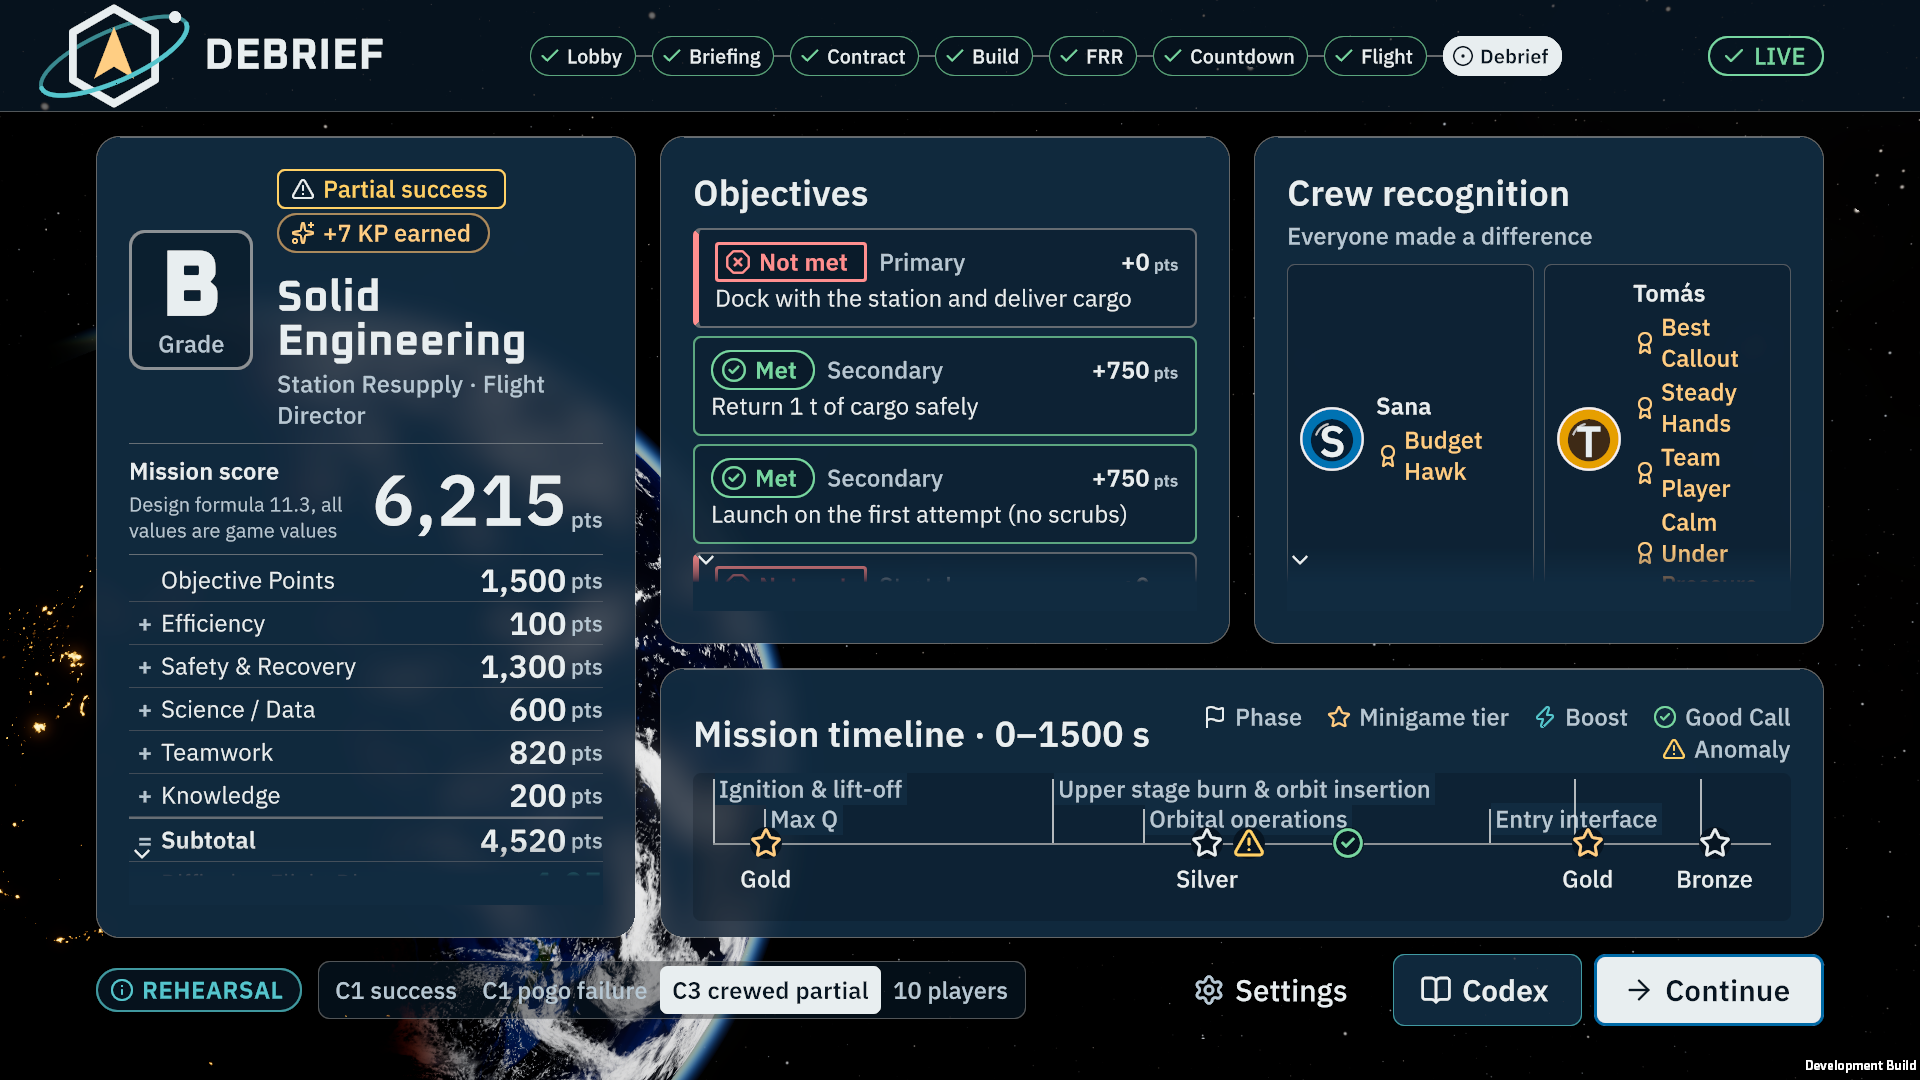 DEBRIEF
Lobby
Briefing
Contract
Build
FRR
Countdown
Flight
Debrief
LIVE
Partial success
+7 KP earned
B
Grade
Solid
Engineering
Station Resupply · Flight
Director
Mission score
Design formula 11.3, all
values are game values
6,215 pts
Objective Points 1,500 pts
+ Efficiency 100 pts
+ Safety & Recovery 1,300 pts
+ Science / Data 600 pts
+ Teamwork 820 pts
+ Knowledge 200 pts
= Subtotal 4,520 pts
Objectives
Not met Primary +0 pts
Dock with the station and deliver cargo
Met Secondary +750 pts
Return 1 t of cargo safely
Met Secondary +750 pts
Launch on the first attempt (no scrubs)
Crew recognition
Everyone made a difference
S
Sana
Budget
Hawk
T
Tomás
Best
Callout
Steady
Hands
Team
Player
Calm
Under
Mission timeline · 0–1500 s
Phase
Minigame tier
Boost
Good Call
Anomaly
Ignition & lift-off
Upper stage burn & orbit insertion
Max Q
Orbital operations
Entry interface
Gold
Silver
Gold
Bronze
REHEARSAL
C1 success
C1 pogo failure
C3 crewed partial
10 players
Settings
Codex
Continue
Development Build